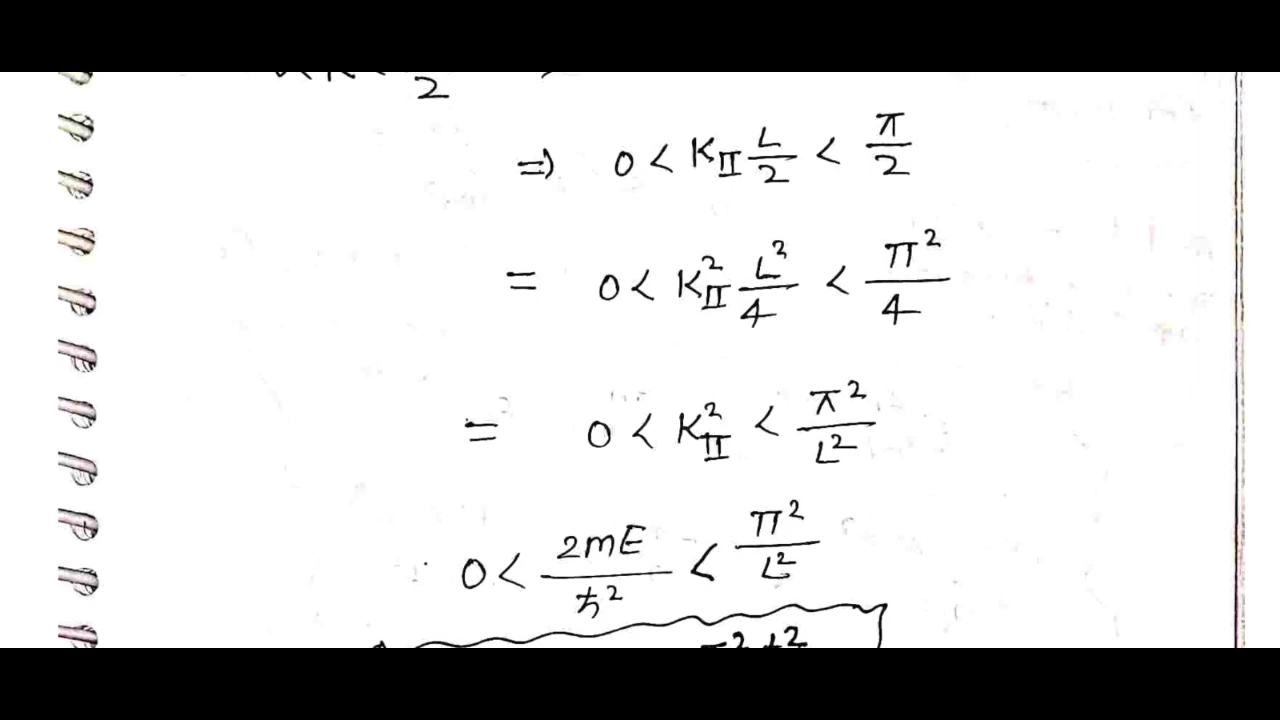 2
=> 0 < K_II L/2 < π/2
= 0 < K_II² L²/4 < π²/4
= 0 < K_II² < π²/L²
0 < 2mE/ħ² < π²/L²